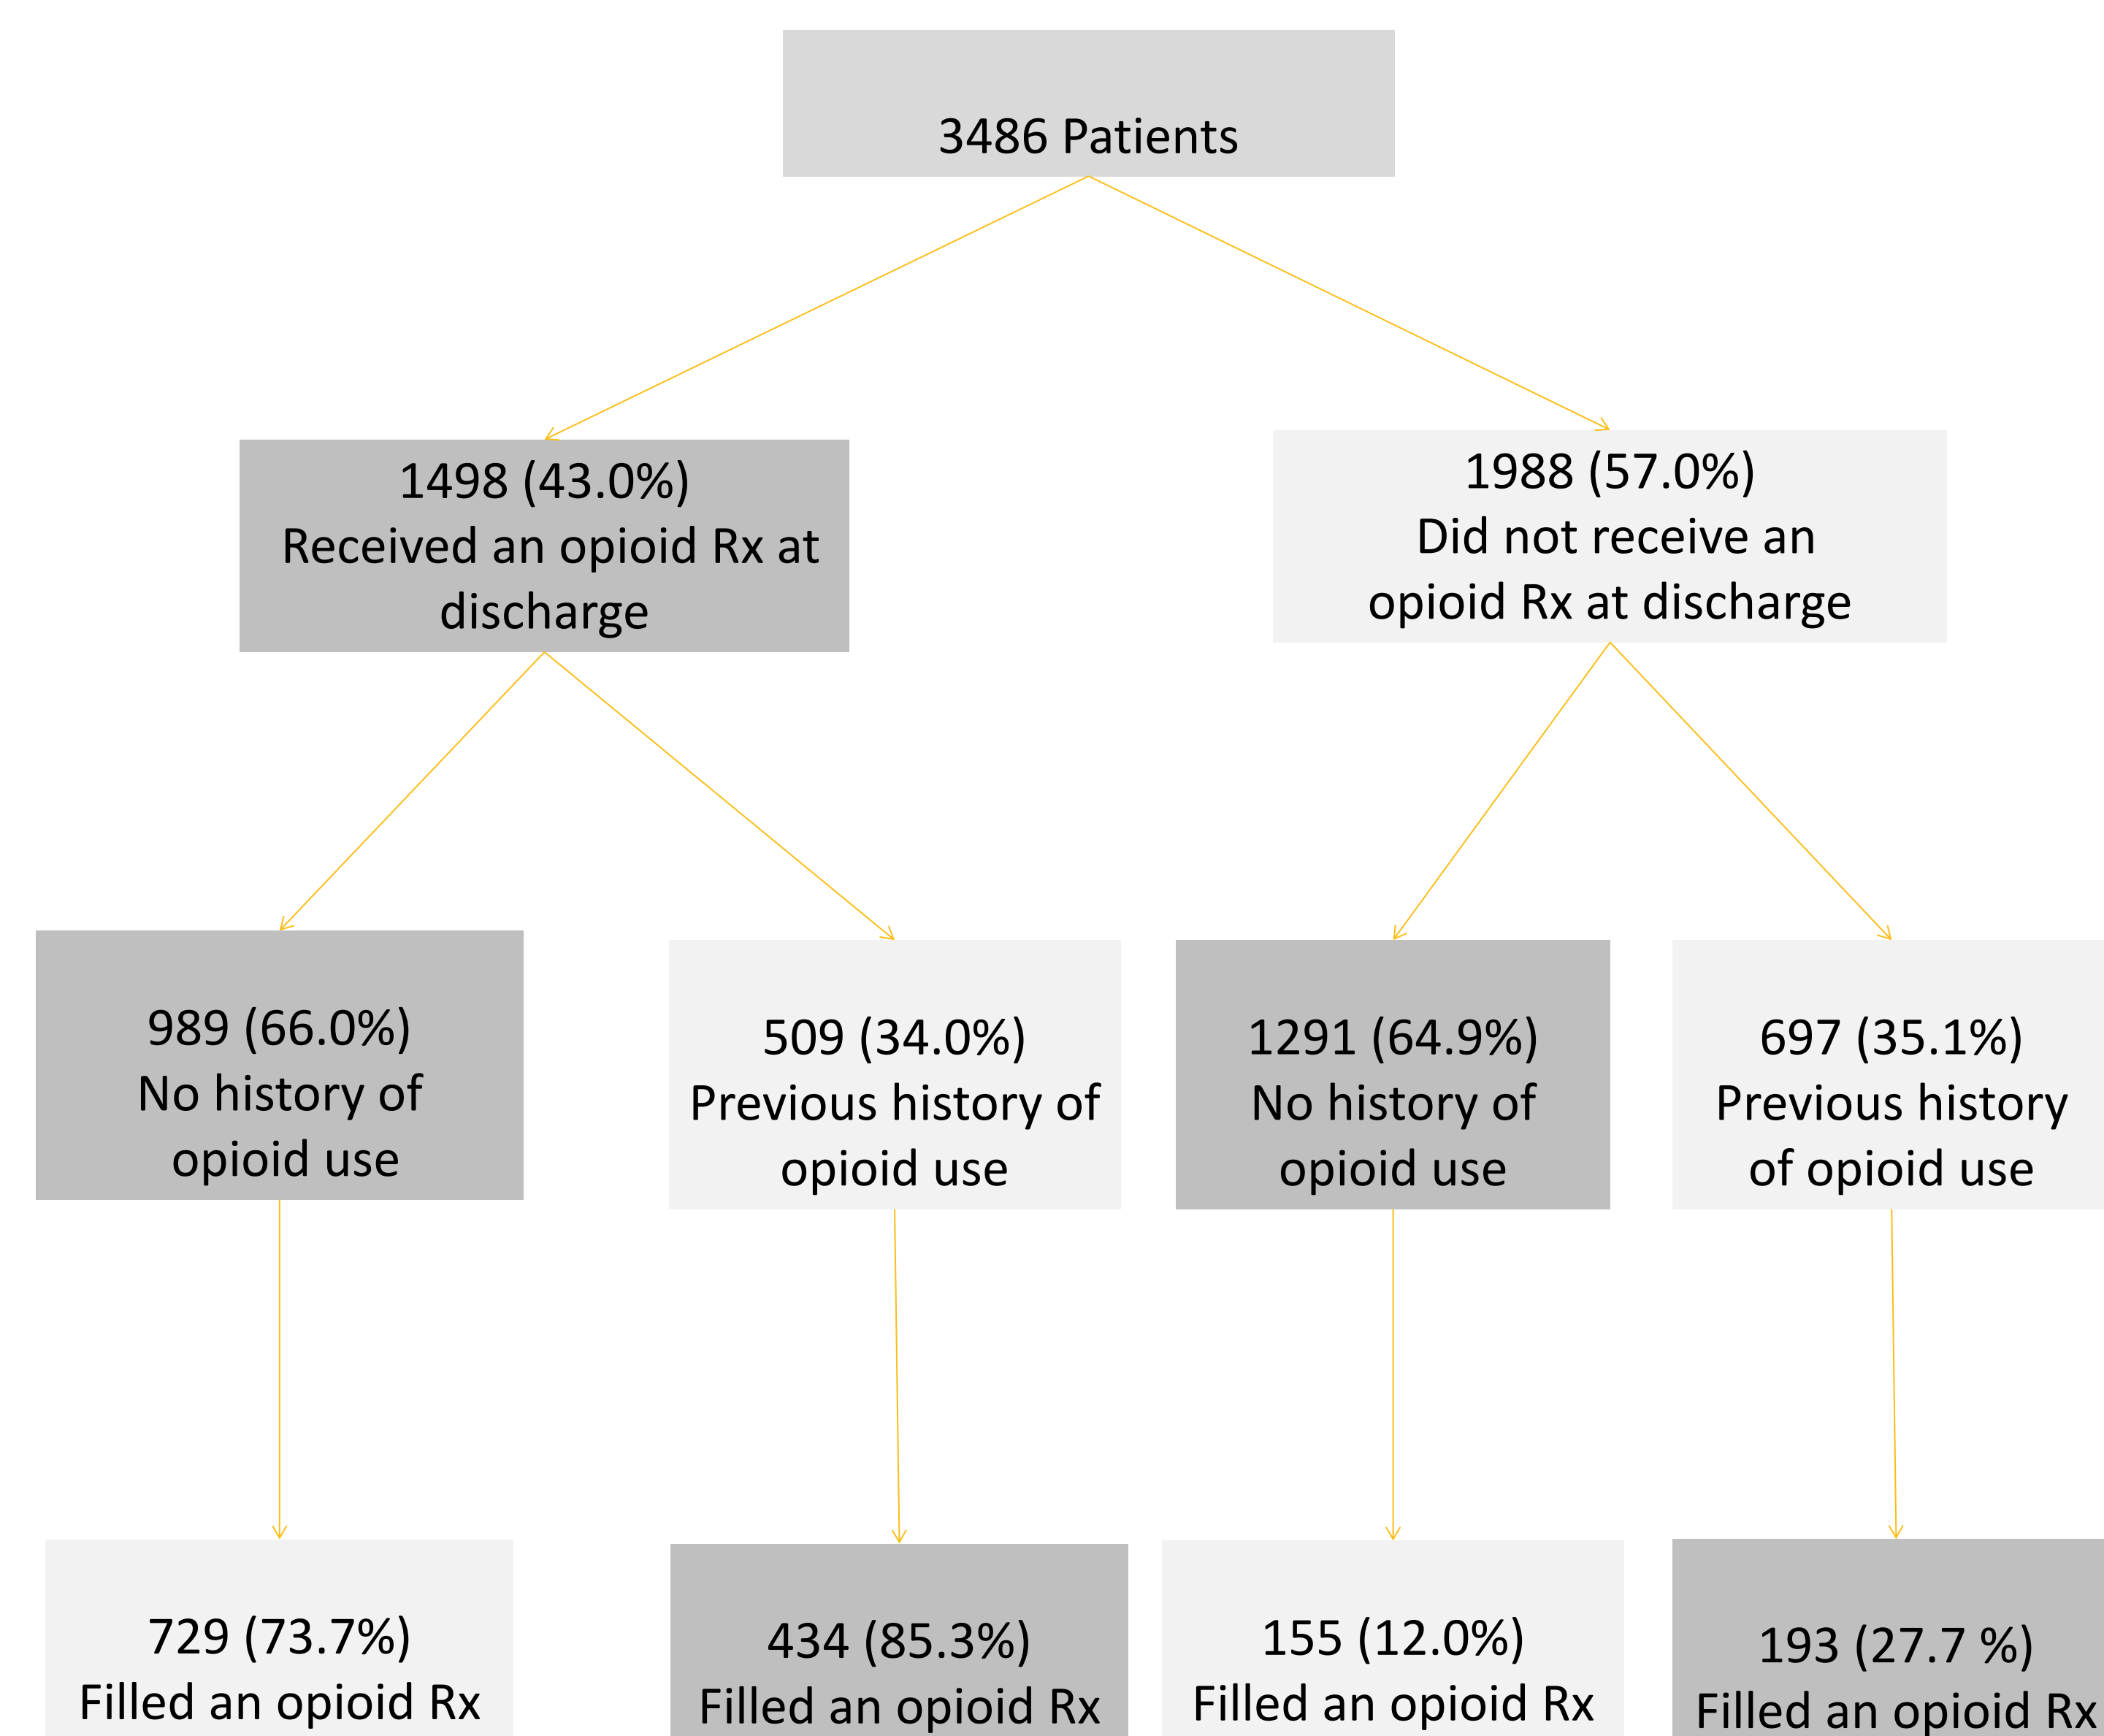 3486 Patients
1498 (43.0%)
Received an opioid Rx at
discharge
1988 (57.0%)
Did not receive an
opioid Rx at discharge
989 (66.0%)
No history of
opioid use
509 (34.0%)
Previous history of
opioid use
1291 (64.9%)
No history of
opioid use
697 (35.1%)
Previous history
of opioid use
729 (73.7%)
Filled an opioid Rx
434 (85.3%)
Filled an opioid Rx
155 (12.0%)
Filled an opioid Rx
193 (27.7 %)
Filled an opioid Rx